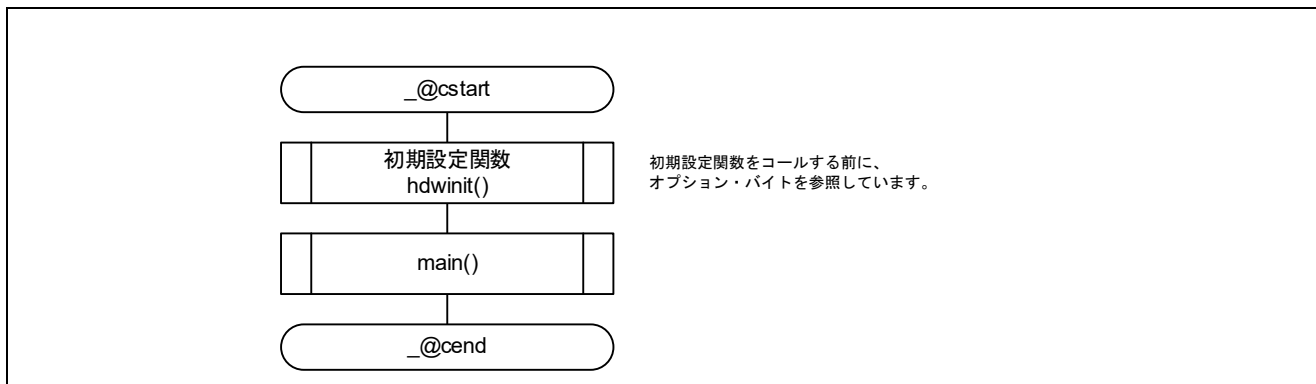 _@cstart
初期設定関数
hdwinit()
初期設定関数をコールする前に、
オプション・バイトを参照しています。
main()
_@cend